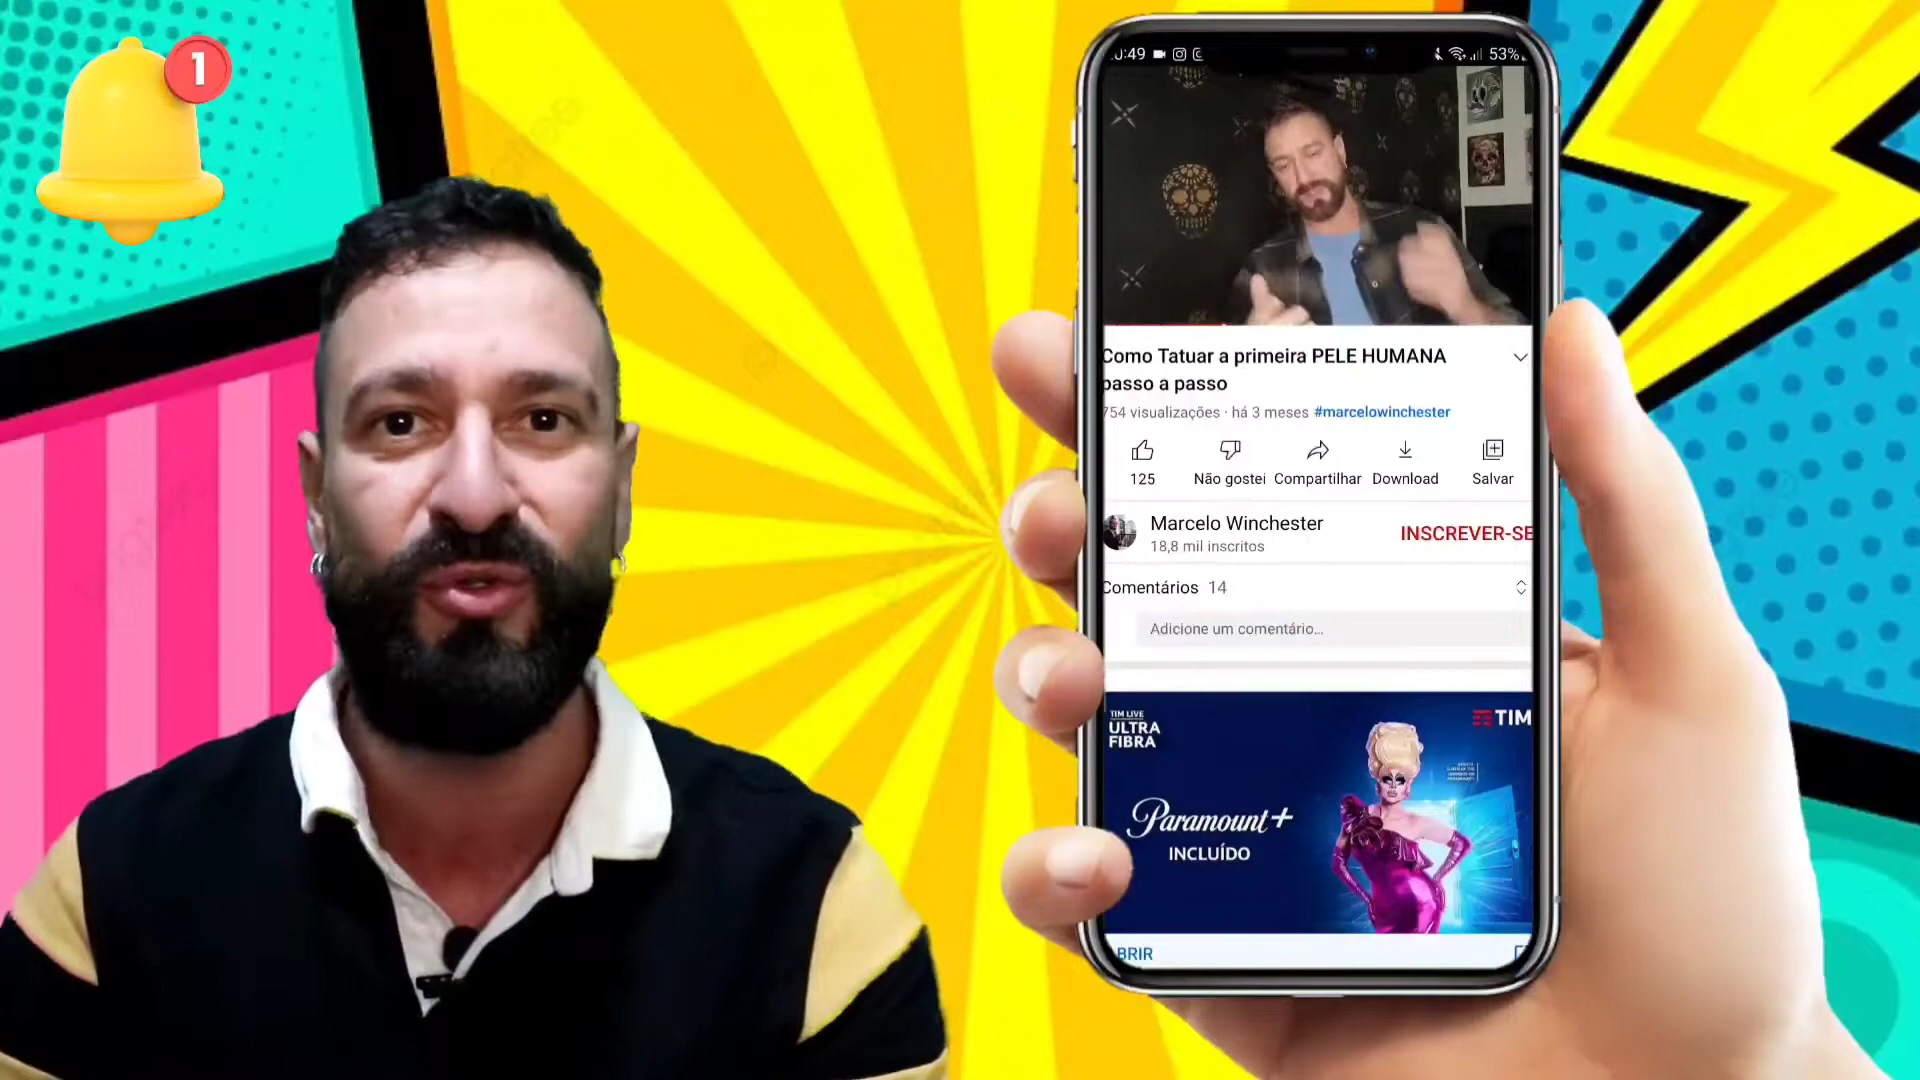 1
:49
53%
Como Tatuar a primeira PELE HUMANA
passo a passo
754 visualizações · há 3 meses #marcelowinchester
125
Não gostei
Compartilhar
Download
Salvar
Marcelo Winchester
18,8 mil inscritos
INSCREVER-SE
Comentários 14
Adicione um comentário...
TIM LIVE
ULTRA
FIBRA
TIM
Paramount+
INCLUÍDO
BRIR